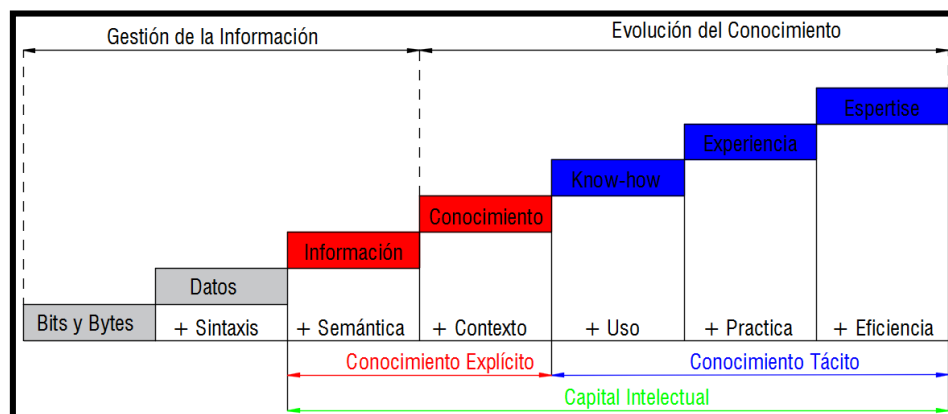 Gestión de la Información
Evolución del Conocimiento
Espertise
Experiencia
Know-how
Conocimiento
Información
Datos
Bits y Bytes
+ Sintaxis
+ Semántica
+ Contexto
+ Uso
+ Practica
+ Eficiencia
Conocimiento Explícito
Conocimiento Tácito
Capital Intelectual